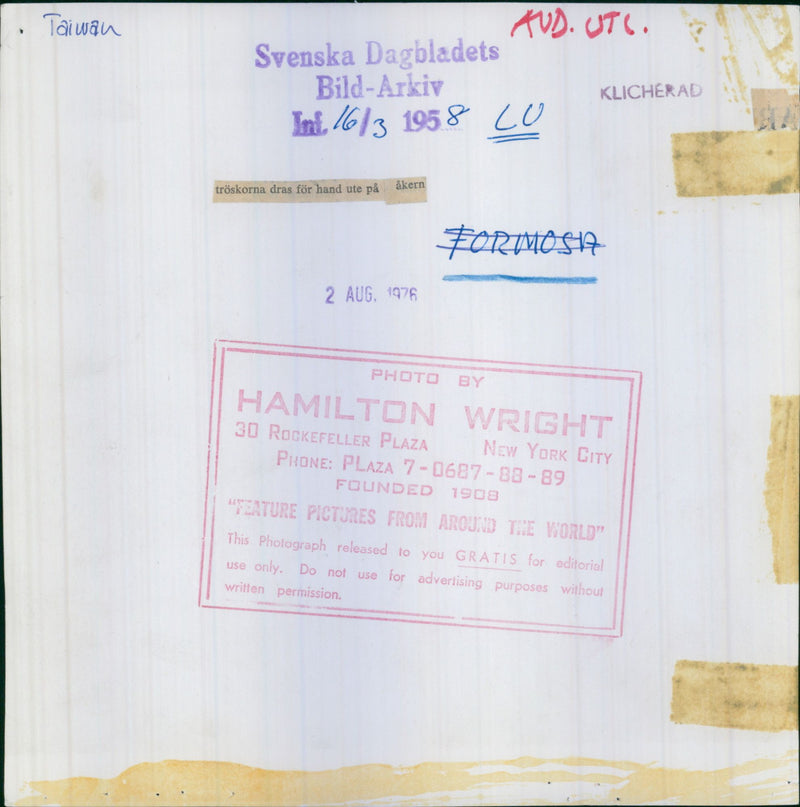 Taiwan
AVD. UTL.
Svenska Dagbladets
Bild-Arkiv
Inf. 16/3 1958 LU
KLICHERAD
tröskorna dras för hand ute på åkern
FORMOSA
2 AUG. 1976
PHOTO BY
HAMILTON WRIGHT
30 ROCKEFELLER PLAZA NEW YORK CITY
PHONE: PLAZA 7-0687-88-89
FOUNDED 1908
"FEATURE PICTURES FROM AROUND THE WORLD"
This Photograph released to you GRATIS for editorial
use only. Do not use for advertising purposes without
written permission.